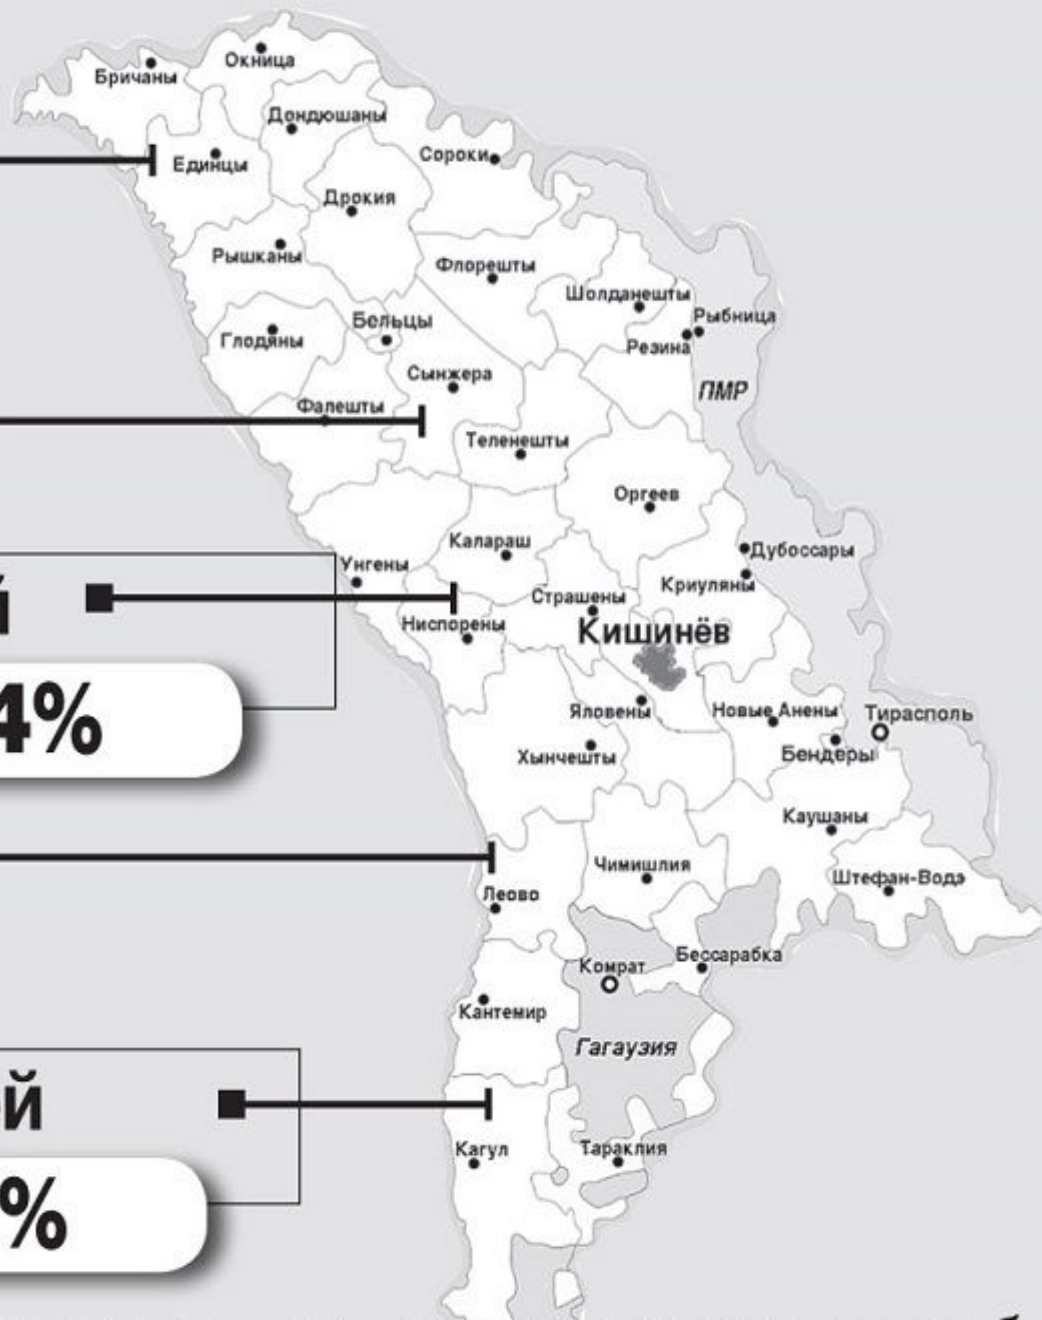 Окница
Бричаны
Дондюшаны
Сороки
Единцы
Дрокия
Рышканы
Флорешты
Шолданешты
Рыбница
Бельцы
Глодяны
Резина
Сынжера
ПМР
Фалешты
Теленешты
Оргеев
Калараш
Дубоссары
Унгены
Криуляны
й
Страшены
Ниспорены
Кишинёв
4%
Яловены
Новые Анены
Тирасполь
Хынчешты
Бендеры
Каушаны
Чимишлия
Штефан-Водэ
Леово
Бессарабка
Комрат
Кантемир
Гагаузия
й
Кагул
Тараклия
%